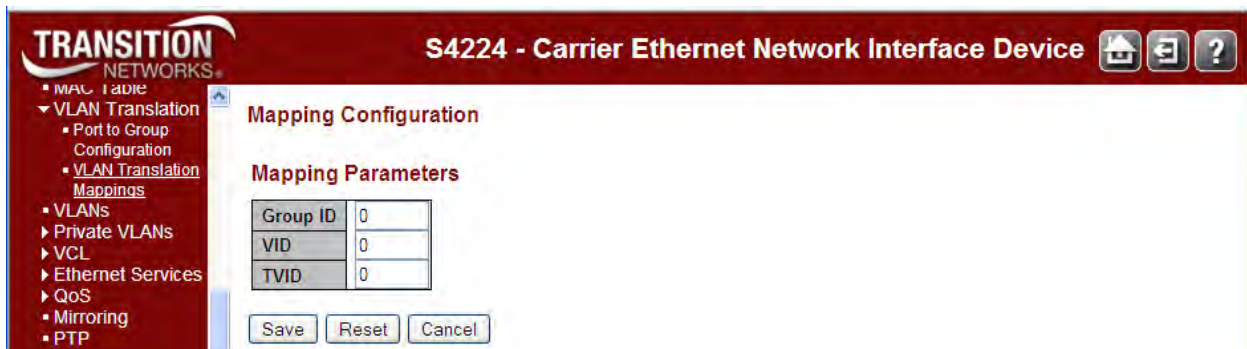 TRANSITION
NETWORKS®
S4224 - Carrier Ethernet Network Interface Device
?
MAC Table
VLAN Translation
Port to Group
Configuration
VLAN Translation
Mappings
VLANs
Private VLANs
VCL
Ethernet Services
QoS
Mirroring
PTP
Mapping Configuration
Mapping Parameters
Group ID 0
VID 0
TVID 0
Save Reset Cancel